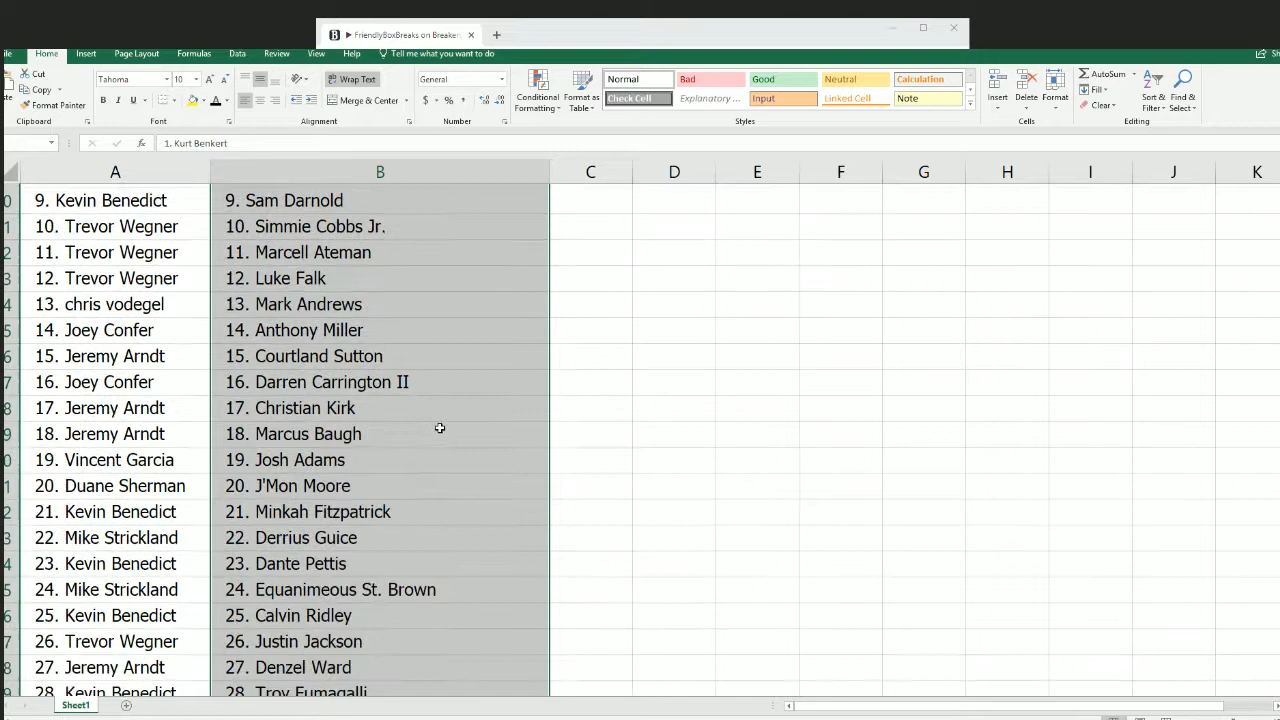 FriendlyBoxBreaks on Breaker
Home Insert Page Layout Formulas Data Review View Help Tell me what you want to do
Cut
Copy
Format Painter
Clipboard
Tahoma 10
Font
Wrap Text
Merge & Center
Alignment
General
Number
Conditional Formatting
Format as Table
Normal Bad Good Neutral Calculation
Check Cell Explanatory ... Input Linked Cell Note
Styles
Insert Delete Format
Cells
AutoSum
Fill
Clear
Sort & Filter
Find & Select
Editing
1. Kurt Benkert
A B C D E F G H I J K
9. Kevin Benedict 9. Sam Darnold
10. Trevor Wegner 10. Simmie Cobbs Jr.
11. Trevor Wegner 11. Marcell Ateman
12. Trevor Wegner 12. Luke Falk
13. chris vodegel 13. Mark Andrews
14. Joey Confer 14. Anthony Miller
15. Jeremy Arndt 15. Courtland Sutton
16. Joey Confer 16. Darren Carrington II
17. Jeremy Arndt 17. Christian Kirk
18. Jeremy Arndt 18. Marcus Baugh
19. Vincent Garcia 19. Josh Adams
20. Duane Sherman 20. J'Mon Moore
21. Kevin Benedict 21. Minkah Fitzpatrick
22. Mike Strickland 22. Derrius Guice
23. Kevin Benedict 23. Dante Pettis
24. Mike Strickland 24. Equanimeous St. Brown
25. Kevin Benedict 25. Calvin Ridley
26. Trevor Wegner 26. Justin Jackson
27. Jeremy Arndt 27. Denzel Ward
28. Kevin Benedict 28. Troy Fumagalli
Sheet1